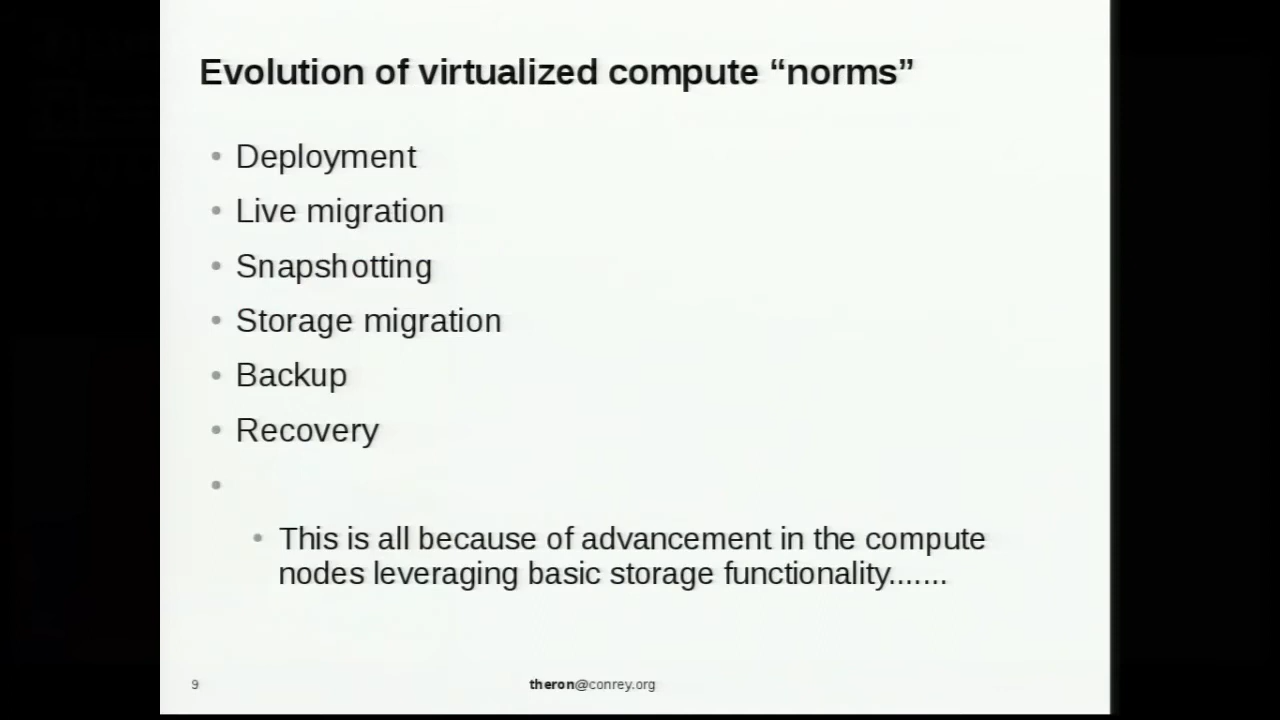 Evolution of virtualized compute “norms”
Deployment
Live migration
Snapshotting
Storage migration
Backup
Recovery
This is all because of advancement in the compute
nodes leveraging basic storage functionality.......
9
theron@conrey.org